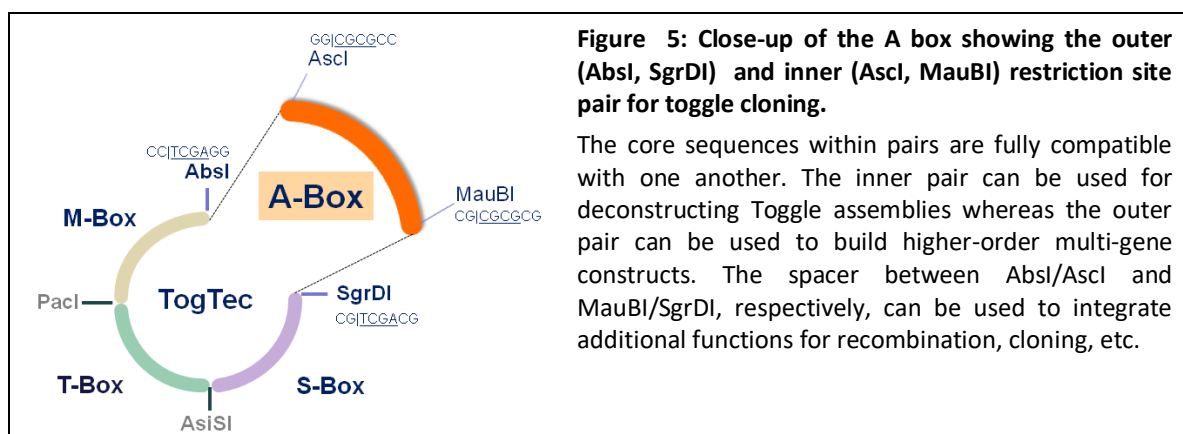 GG|CGCGCC
AscI
CC|TCGAGG
AbsI
M-Box
A-Box
MauBI
CG|CGCGCG
PacI
TogTec
SgrDI
CG|TCGACG
T-Box
S-Box
AsiSI
Figure 5: Close-up of the A box showing the outer
(AbsI, SgrDI) and inner (AscI, MauBI) restriction site
pair for toggle cloning.
The core sequences within pairs are fully compatible
with one another. The inner pair can be used for
deconstructing Toggle assemblies whereas the outer
pair can be used to build higher-order multi-gene
constructs. The spacer between AbsI/AscI and
MauBI/SgrDI, respectively, can be used to integrate
additional functions for recombination, cloning, etc.